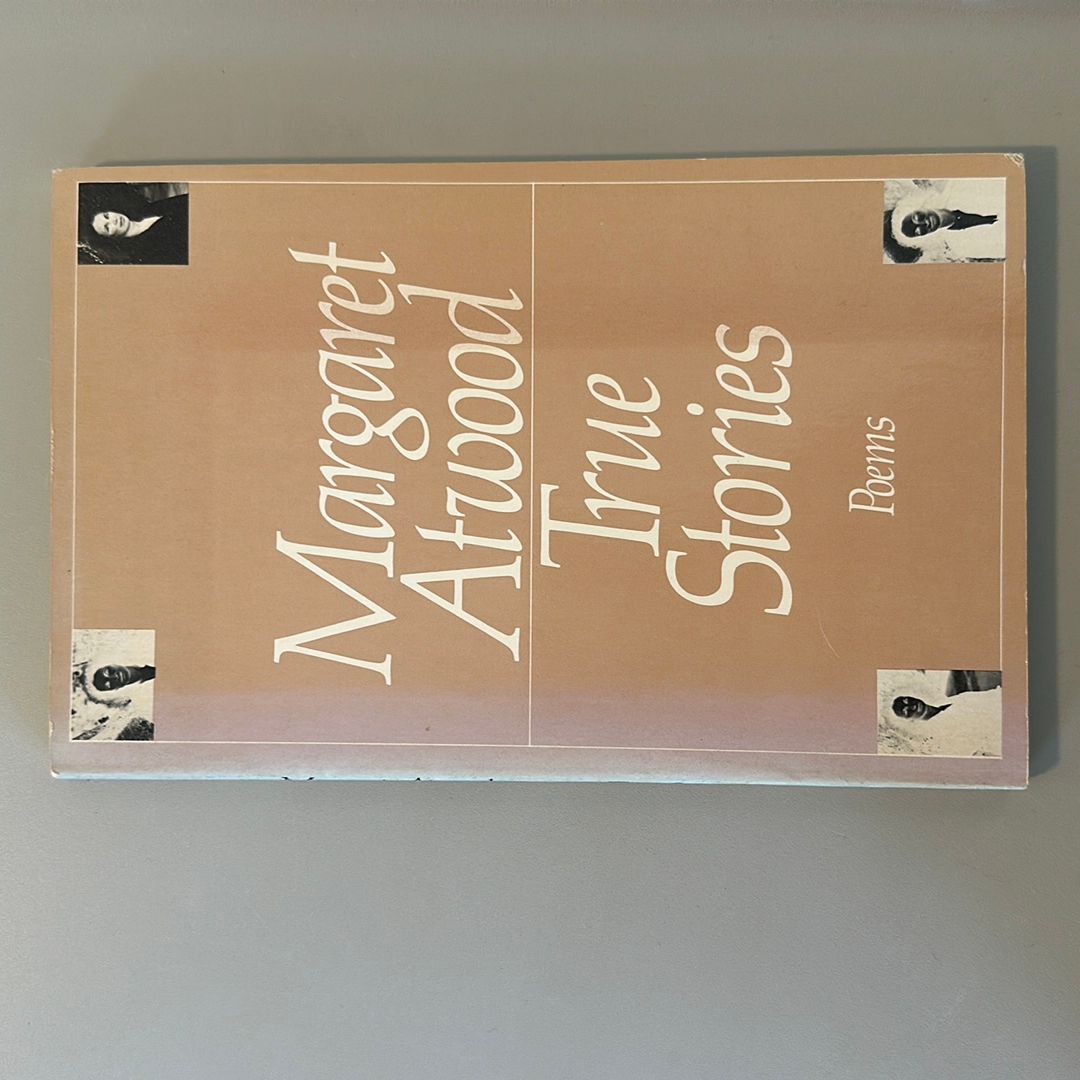 Margaret
Atwood
True
Stories
Poems